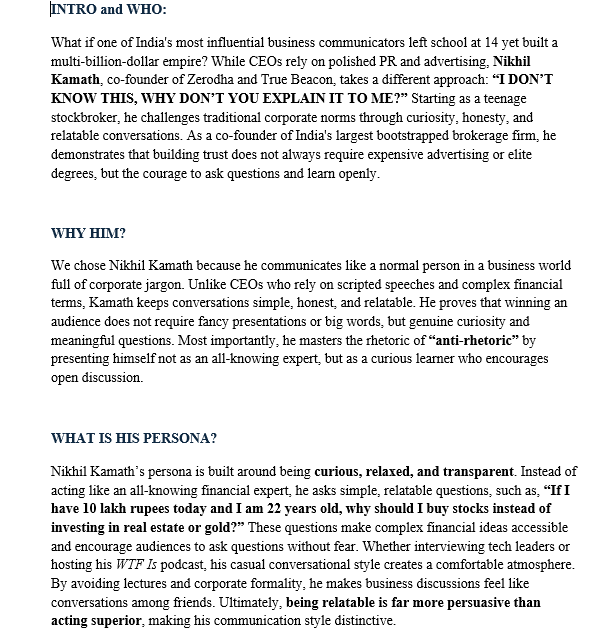 INTRO and WHO:
What if one of India's most influential business communicators left school at 14 yet built a
multi-billion-dollar empire? While CEOs rely on polished PR and advertising, Nikhil
Kamath, co-founder of Zerodha and True Beacon, takes a different approach: “I DON’T
KNOW THIS, WHY DON’T YOU EXPLAIN IT TO ME?” Starting as a teenage
stockbroker, he challenges traditional corporate norms through curiosity, honesty, and
relatable conversations. As a co-founder of India's largest bootstrapped brokerage firm, he
demonstrates that building trust does not always require expensive advertising or elite
degrees, but the courage to ask questions and learn openly.
WHY HIM?
We chose Nikhil Kamath because he communicates like a normal person in a business world
full of corporate jargon. Unlike CEOs who rely on scripted speeches and complex financial
terms, Kamath keeps conversations simple, honest, and relatable. He proves that winning an
audience does not require fancy presentations or big words, but genuine curiosity and
meaningful questions. Most importantly, he masters the rhetoric of “anti-rhetoric” by
presenting himself not as an all-knowing expert, but as a curious learner who encourages
open discussion.
WHAT IS HIS PERSONA?
Nikhil Kamath’s persona is built around being curious, relaxed, and transparent. Instead of
acting like an all-knowing financial expert, he asks simple, relatable questions, such as, “If I
have 10 lakh rupees today and I am 22 years old, why should I buy stocks instead of
investing in real estate or gold?” These questions make complex financial ideas accessible
and encourage audiences to ask questions without fear. Whether interviewing tech leaders or
hosting his WTF Is podcast, his casual conversational style creates a comfortable atmosphere.
By avoiding lectures and corporate formality, he makes business discussions feel like
conversations among friends. Ultimately, being relatable is far more persuasive than
acting superior, making his communication style distinctive.